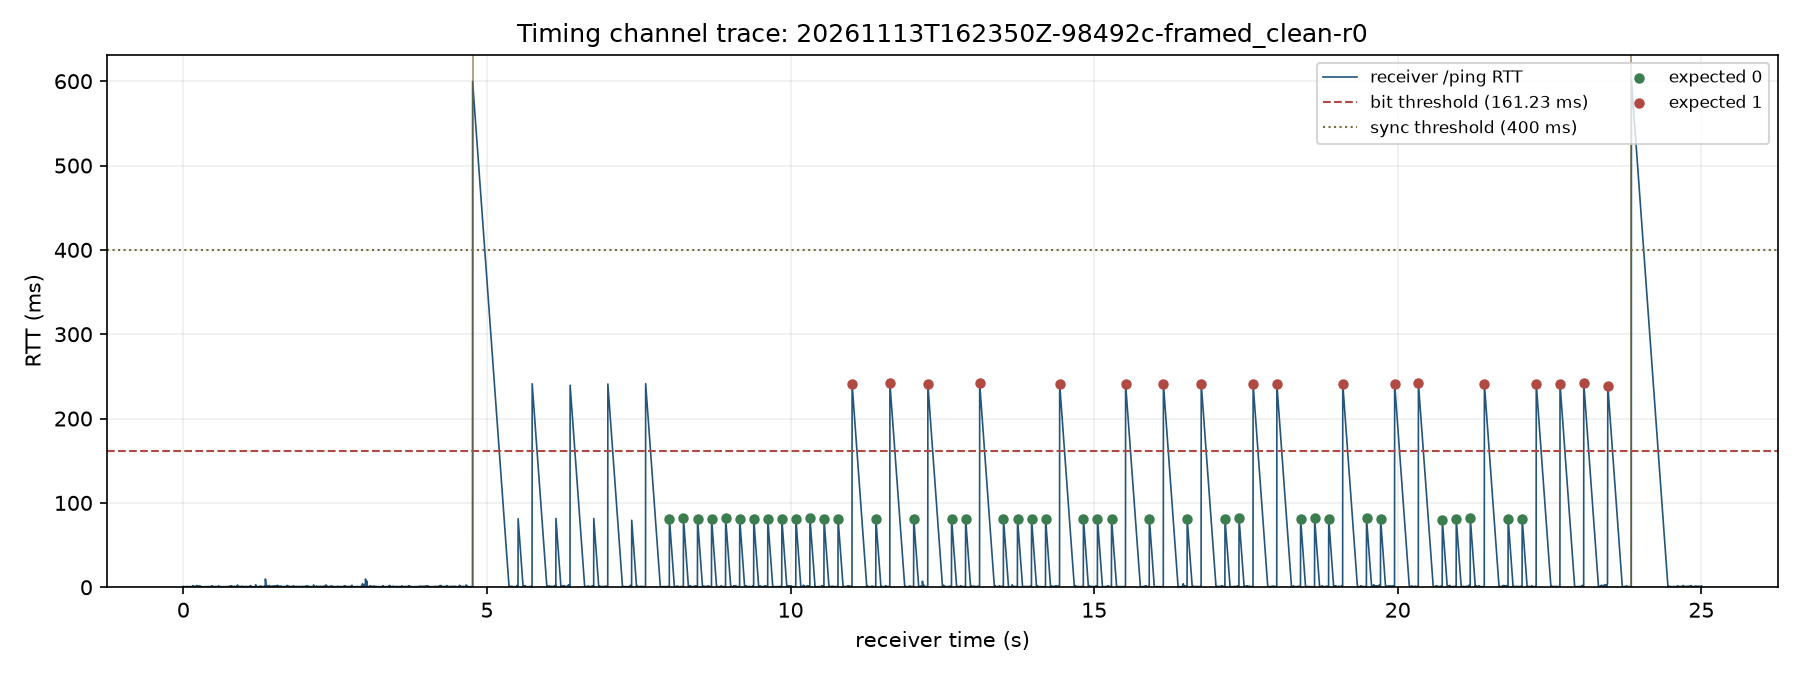 Timing channel trace: 20261113T162350Z-98492c-framed_clean-r0
receiver /ping RTT
bit threshold (161.23 ms)
sync threshold (400 ms)
expected 0
expected 1
RTT (ms)
600
500
400
300
200
100
0
0 5 10 15 20 25
receiver time (s)